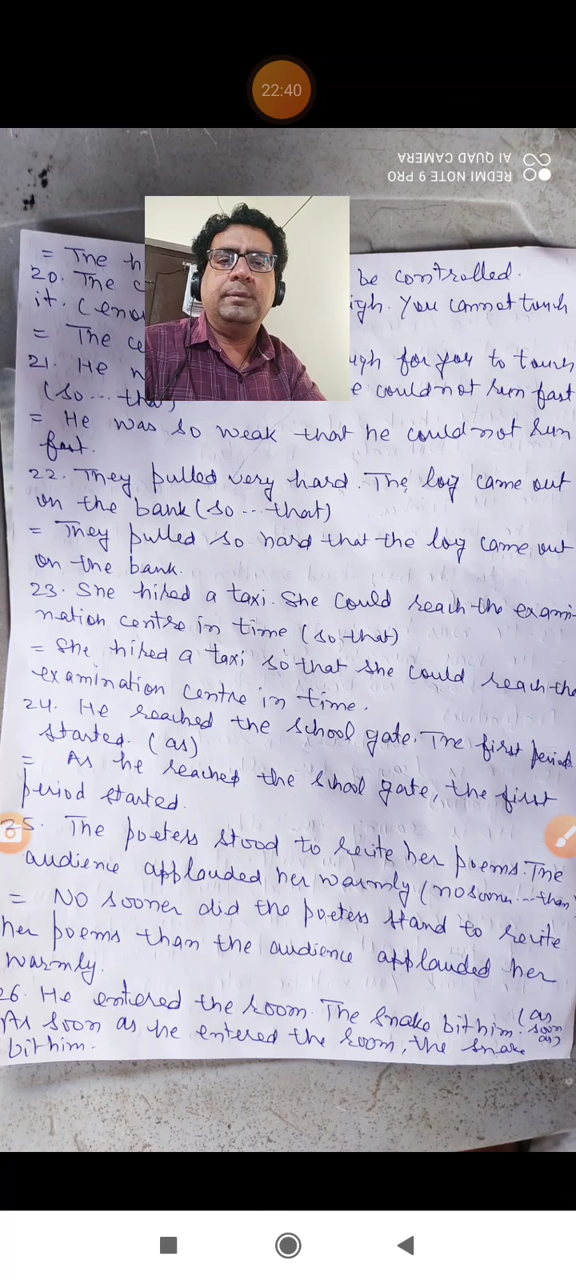 22:40
REDMI NOTE 9 PRO
AI QUAD CAMERA
= The h be controlled.
20. The c igh. You cannot touch
it. (eno
= The ce ugh for you to touch
21. He w e could not run fast
(so ... that)
= He was so weak that he could not run
fast.
22. They pulled very hard. The log came out
on the bank (so ... that)
= They pulled so hard that the log came out
on the bank.
23. She hired a taxi. She could reach the exami-
nation centre in time (so that)
= She hired a taxi so that she could reach the
examination centre in time.
24. He reached the school gate. The first period
started. (as)
= As he reached the shool gate, the first
period started.
25. The poetess stood to recite her poems. The
audience applauded her warmly (no sooner ... than)
= No sooner did the poetess stand to recite
her poems than the audience applauded her
warmly.
26. He entered the room. The snake bit him. (as soon as)
As soon as he entered the room, the snake
bit him.